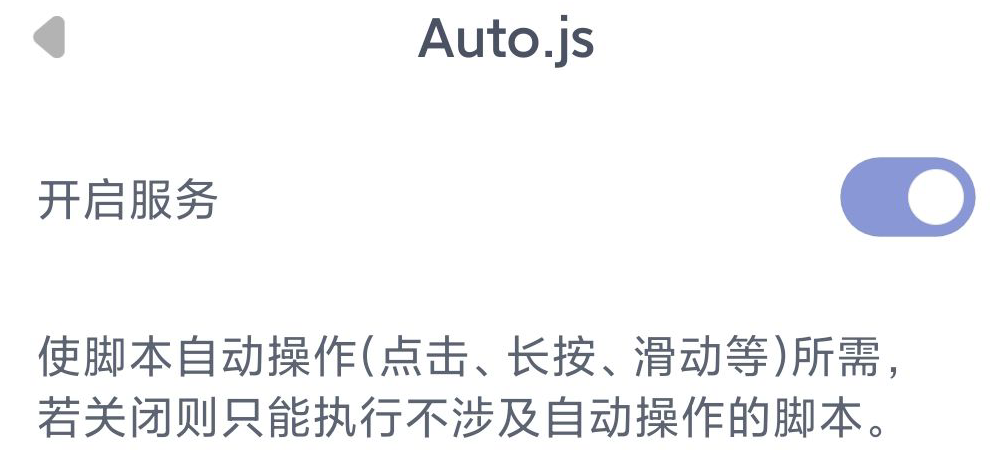 Auto.js
开启服务
使脚本自动操作(点击、长按、滑动等)所需，
若关闭则只能执行不涉及自动操作的脚本。